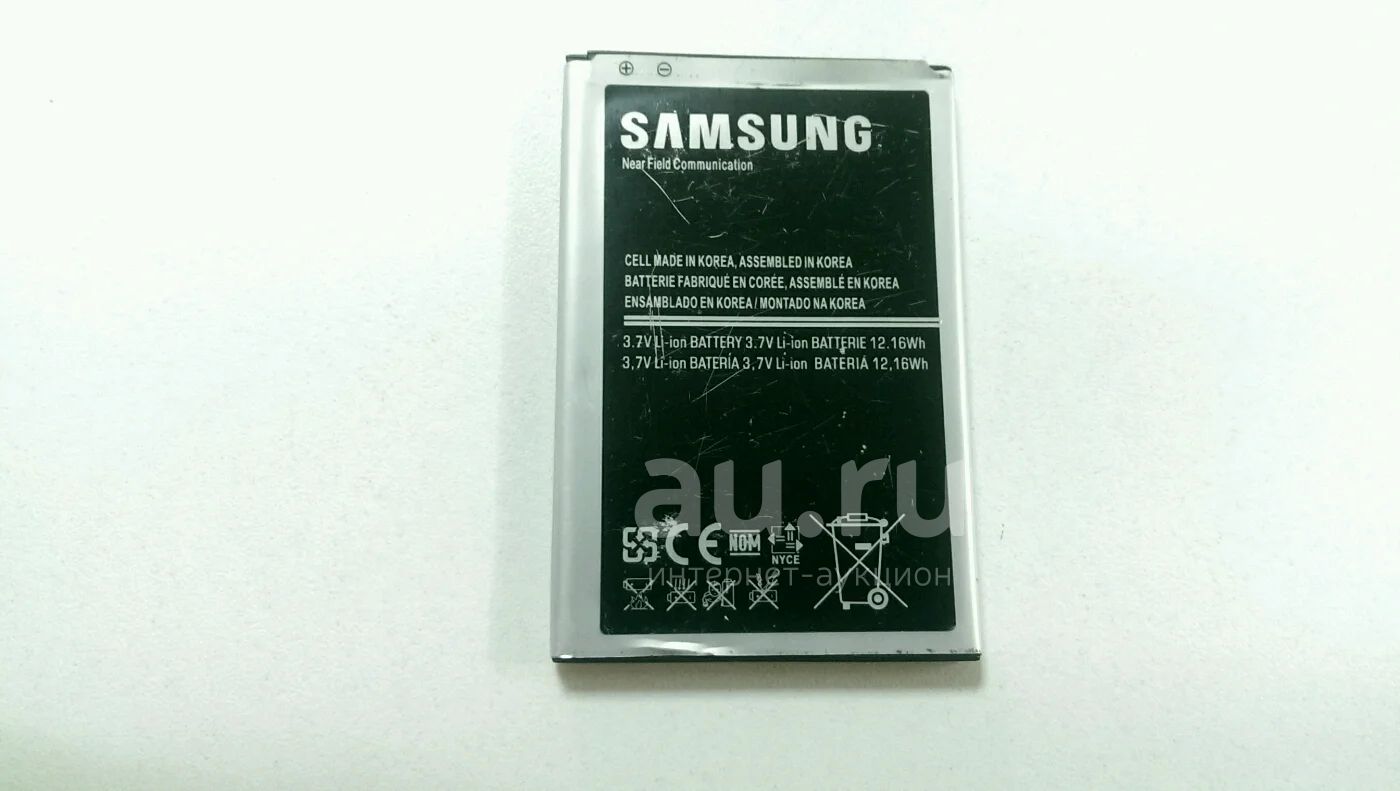 SAMSUNG
Near Field Communication
CELL MADE IN KOREA, ASSEMBLED IN KOREA
BATTERIE FABRIQUÉ EN CORÉE, ASSEMBLÉ EN KOREA
ENSAMBLADO EN KOREA / MONTADO NA KOREA
3.7V Li-ion BATTERY 3.7V Li-ion BATTERIE 12.16Wh
3,7V Li-ion BATERÍA 3,7V Li-ion BATERIA 12,16Wh
au.ru
CE NOM NYCE
интернет-аукцион